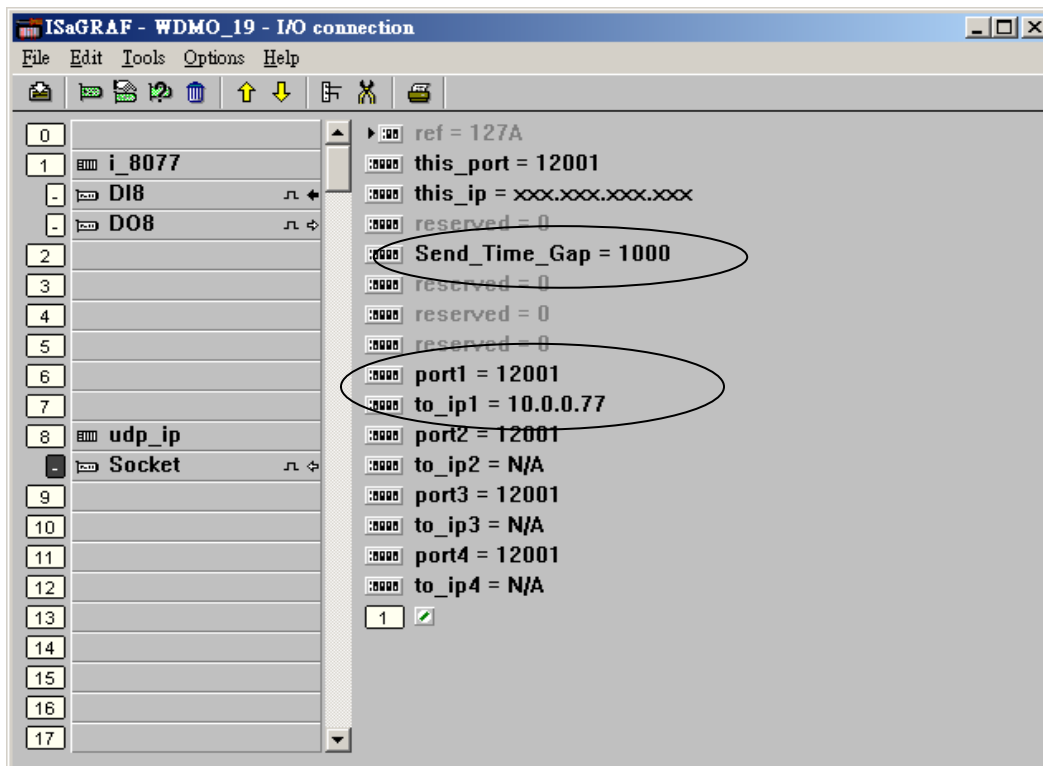 ISaGRAF - WDMO_19 - I/O connection
File Edit Tools Options Help
0
1 i_8077
- DI8
- DO8
2
3
4
5
6
7
8 udp_ip
- Socket
9
10
11
12
13
14
15
16
17
ref = 127A
this_port = 12001
this_ip = xxx.xxx.xxx.xxx
reserved = 0
Send_Time_Gap = 1000
reserved = 0
reserved = 0
reserved = 0
port1 = 12001
to_ip1 = 10.0.0.77
port2 = 12001
to_ip2 = N/A
port3 = 12001
to_ip3 = N/A
port4 = 12001
to_ip4 = N/A
1